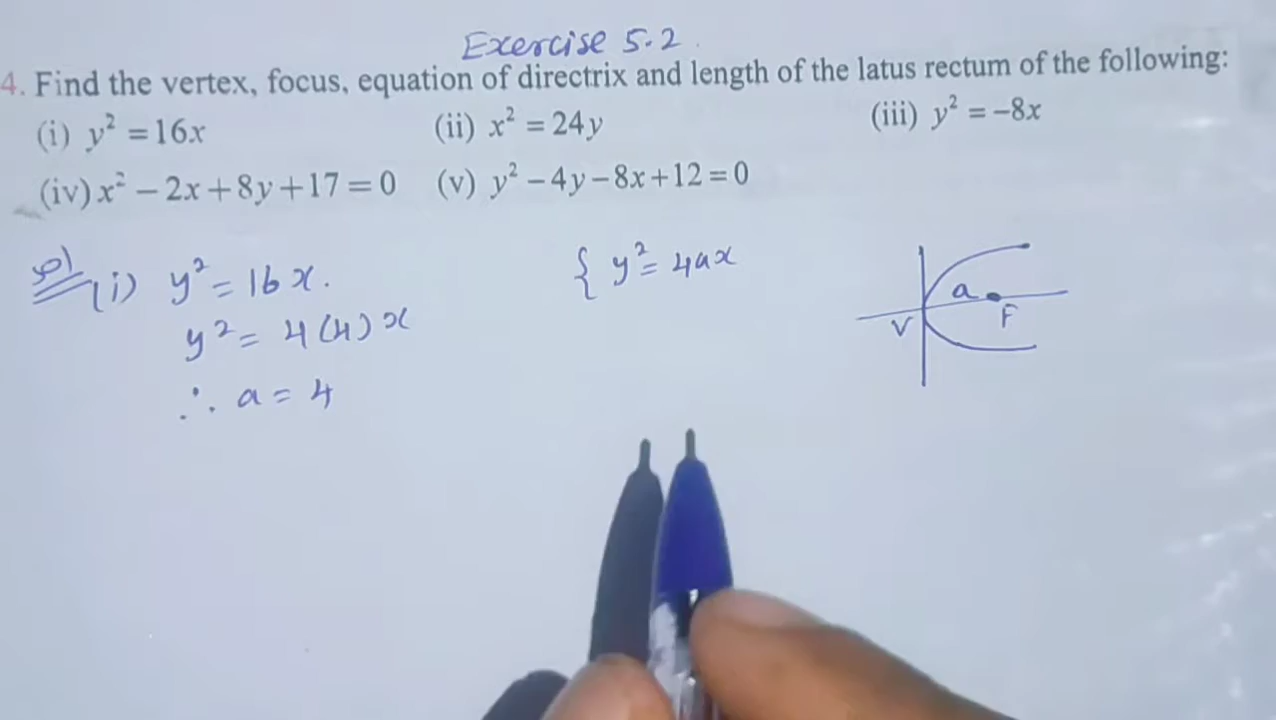 Exercise 5.2
4. Find the vertex, focus, equation of directrix and length of the latus rectum of the following:
(i) y² = 16x (ii) x² = 24y (iii) y² = -8x
(iv) x² - 2x + 8y + 17 = 0 (v) y² - 4y - 8x + 12 = 0
Sol (i) y² = 16x. { y² = 4ax
y² = 4(4)x
∴ a = 4
a
V F